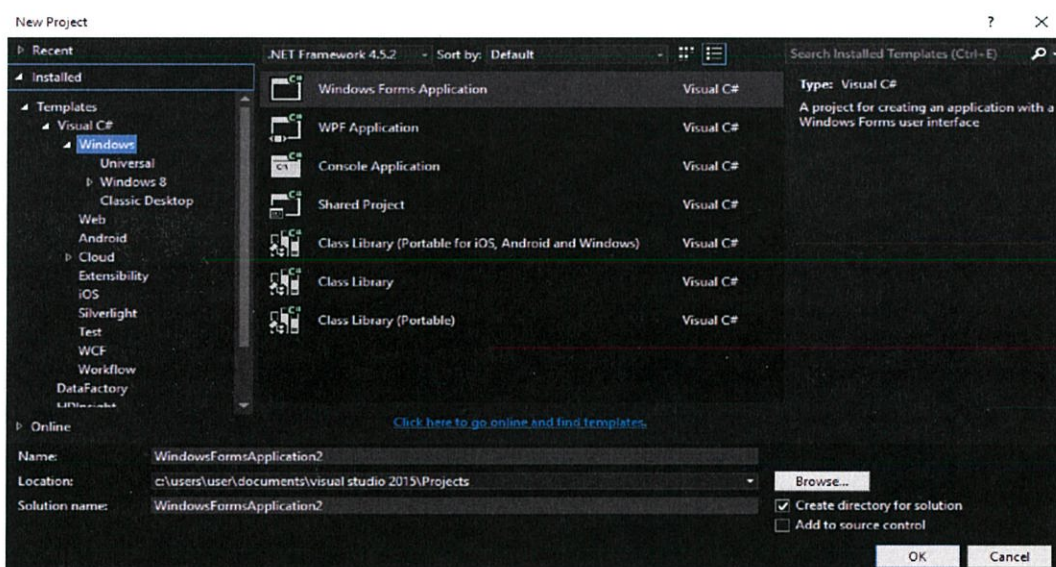 New Project
Recent
.NET Framework 4.5.2
Sort by: Default
Search Installed Templates (Ctrl+E)
Installed
Templates
Visual C#
Windows
Universal
Windows 8
Classic Desktop
Web
Android
Cloud
Extensibility
iOS
Silverlight
Test
WCF
Workflow
DataFactory
Online
Windows Forms Application Visual C#
WPF Application Visual C#
Console Application Visual C#
Shared Project Visual C#
Class Library (Portable for iOS, Android and Windows) Visual C#
Class Library Visual C#
Class Library (Portable) Visual C#
Click here to go online and find templates.
Type: Visual C#
A project for creating an application with a
Windows Forms user interface
Name: WindowsFormsApplication2
Location: c:\users\user\documents\visual studio 2015\Projects
Browse...
Solution name: WindowsFormsApplication2
Create directory for solution
Add to source control
OK
Cancel